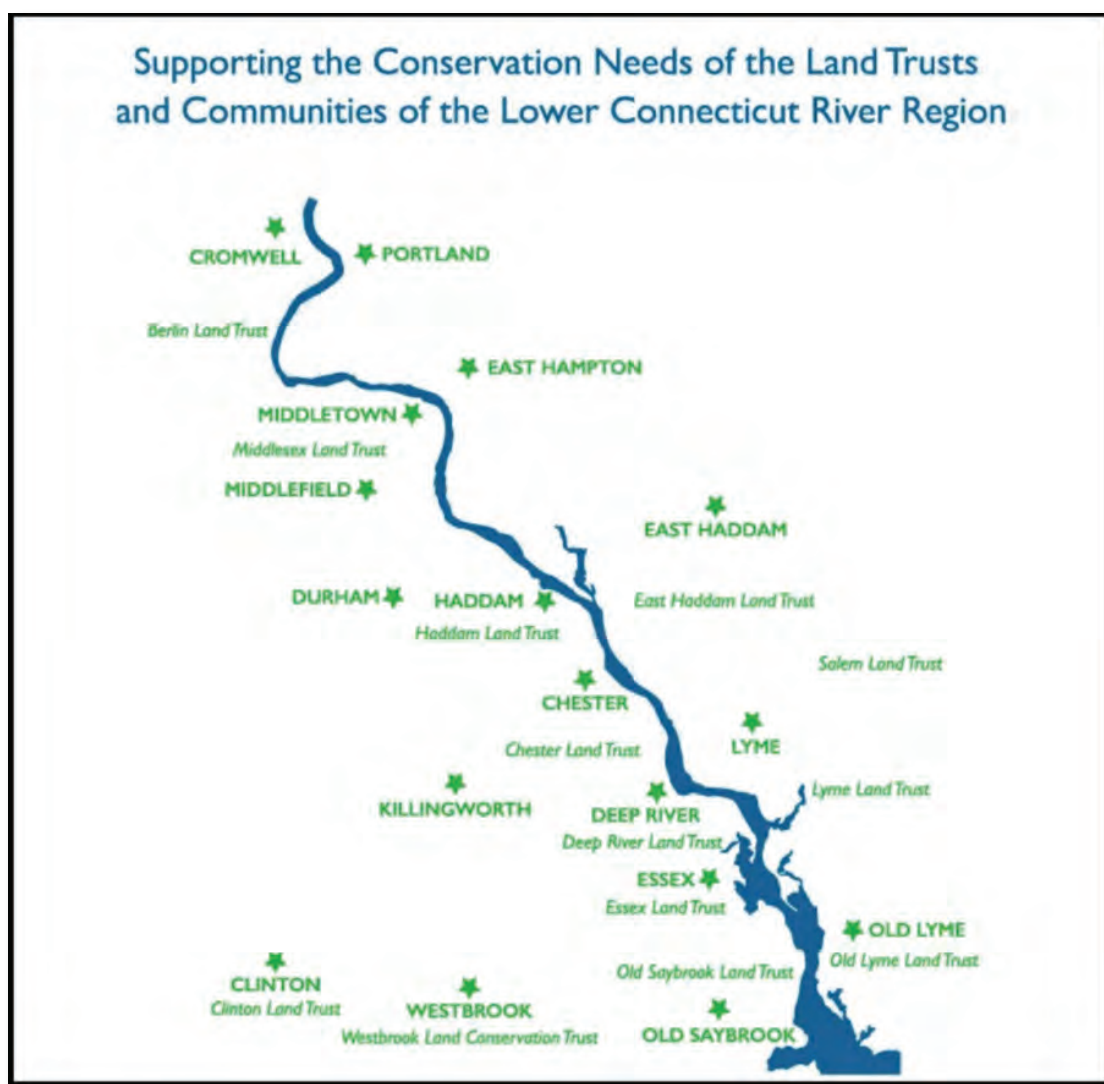 Supporting the Conservation Needs of the Land Trusts
and Communities of the Lower Connecticut River Region
CROMWELL
PORTLAND
Berlin Land Trust
EAST HAMPTON
MIDDLETOWN
Middlesex Land Trust
MIDDLEFIELD
EAST HADDAM
DURHAM
HADDAM
East Haddam Land Trust
Haddam Land Trust
Salem Land Trust
CHESTER
LYME
Chester Land Trust
Lyme Land Trust
KILLINGWORTH
DEEP RIVER
Deep River Land Trust
ESSEX
Essex Land Trust
OLD LYME
Old Lyme Land Trust
Old Saybrook Land Trust
CLINTON
Clinton Land Trust
WESTBROOK
Westbrook Land Conservation Trust
OLD SAYBROOK